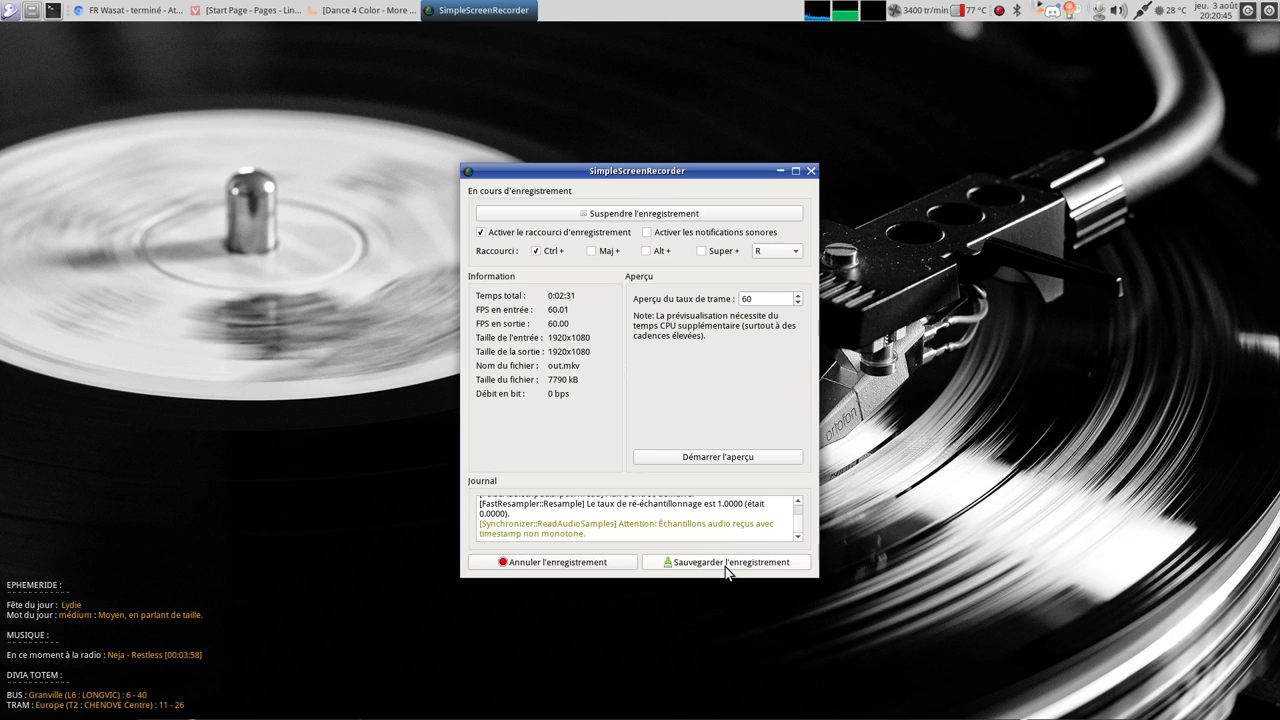 FR Wasat - terminé - At...
[Start Page - Pages - Lin...
[Dance 4 Color - More ...
SimpleScreenRecorder
3400 tr/min
77 °C
28 °C
jeu. 3 août
20:20:45
SimpleScreenRecorder
En cours d'enregistrement
Suspendre l'enregistrement
Activer le raccourci d'enregistrement
Activer les notifications sonores
Raccourci :
Ctrl +
Maj +
Alt +
Super +
R
Information
Temps total : 0:02:31
FPS en entrée : 60.01
FPS en sortie : 60.00
Taille de l'entrée : 1920x1080
Taille de la sortie : 1920x1080
Nom du fichier : out.mkv
Taille du fichier : 7790 kB
Débit en bit : 0 bps
Aperçu
Aperçu du taux de trame : 60
Note: La prévisualisation nécessite du
temps CPU supplémentaire (surtout à des
cadences élevées).
Démarrer l'aperçu
Journal
[FastResampler::Resample] Le taux de ré-échantillonnage est 1.0000 (était
0.0000).
[Synchronizer::ReadAudioSamples] Attention: Échantillons audio reçus avec
timestamp non monotone.
Annuler l'enregistrement
Sauvegarder l'enregistrement
ortofon
EPHEMERIDE :
Fête du jour : Lydie
Mot du jour : médium : Moyen, en parlant de taille.
MUSIQUE :
En ce moment à la radio : Neja - Restless [00:03:58]
DIVIA TOTEM :
BUS : Granville (L6 : LONGVIC) : 6 - 40
TRAM : Europe (T2 : CHENOVE Centre) : 11 - 26